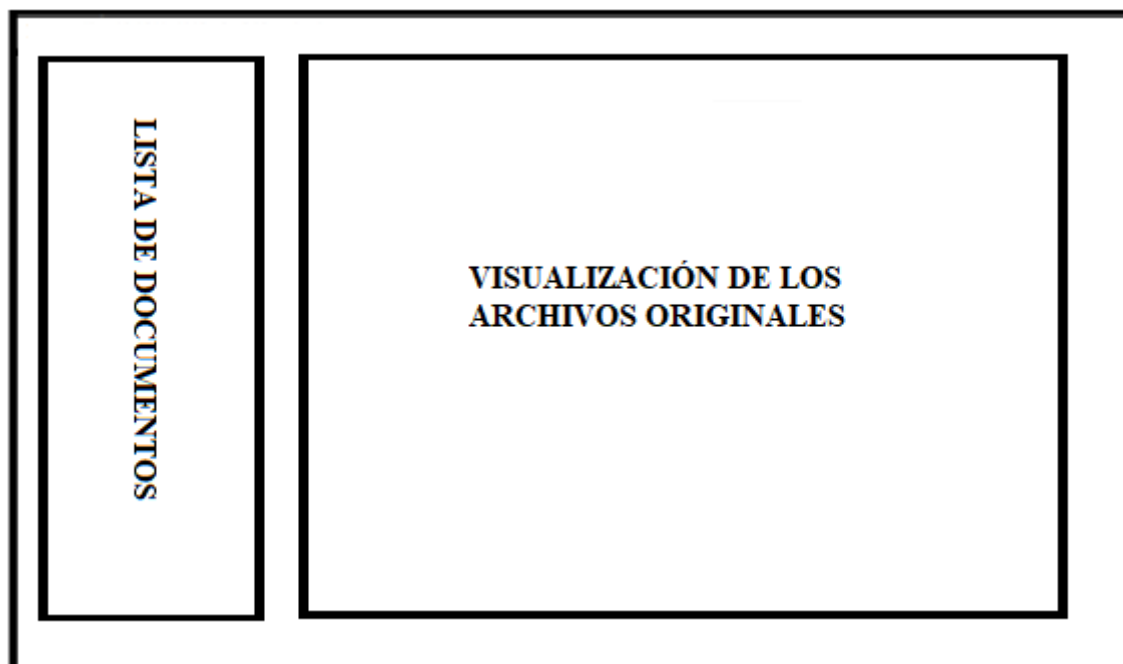 LISTA DE DOCUMENTOS
VISUALIZACIÓN DE LOS
ARCHIVOS ORIGINALES